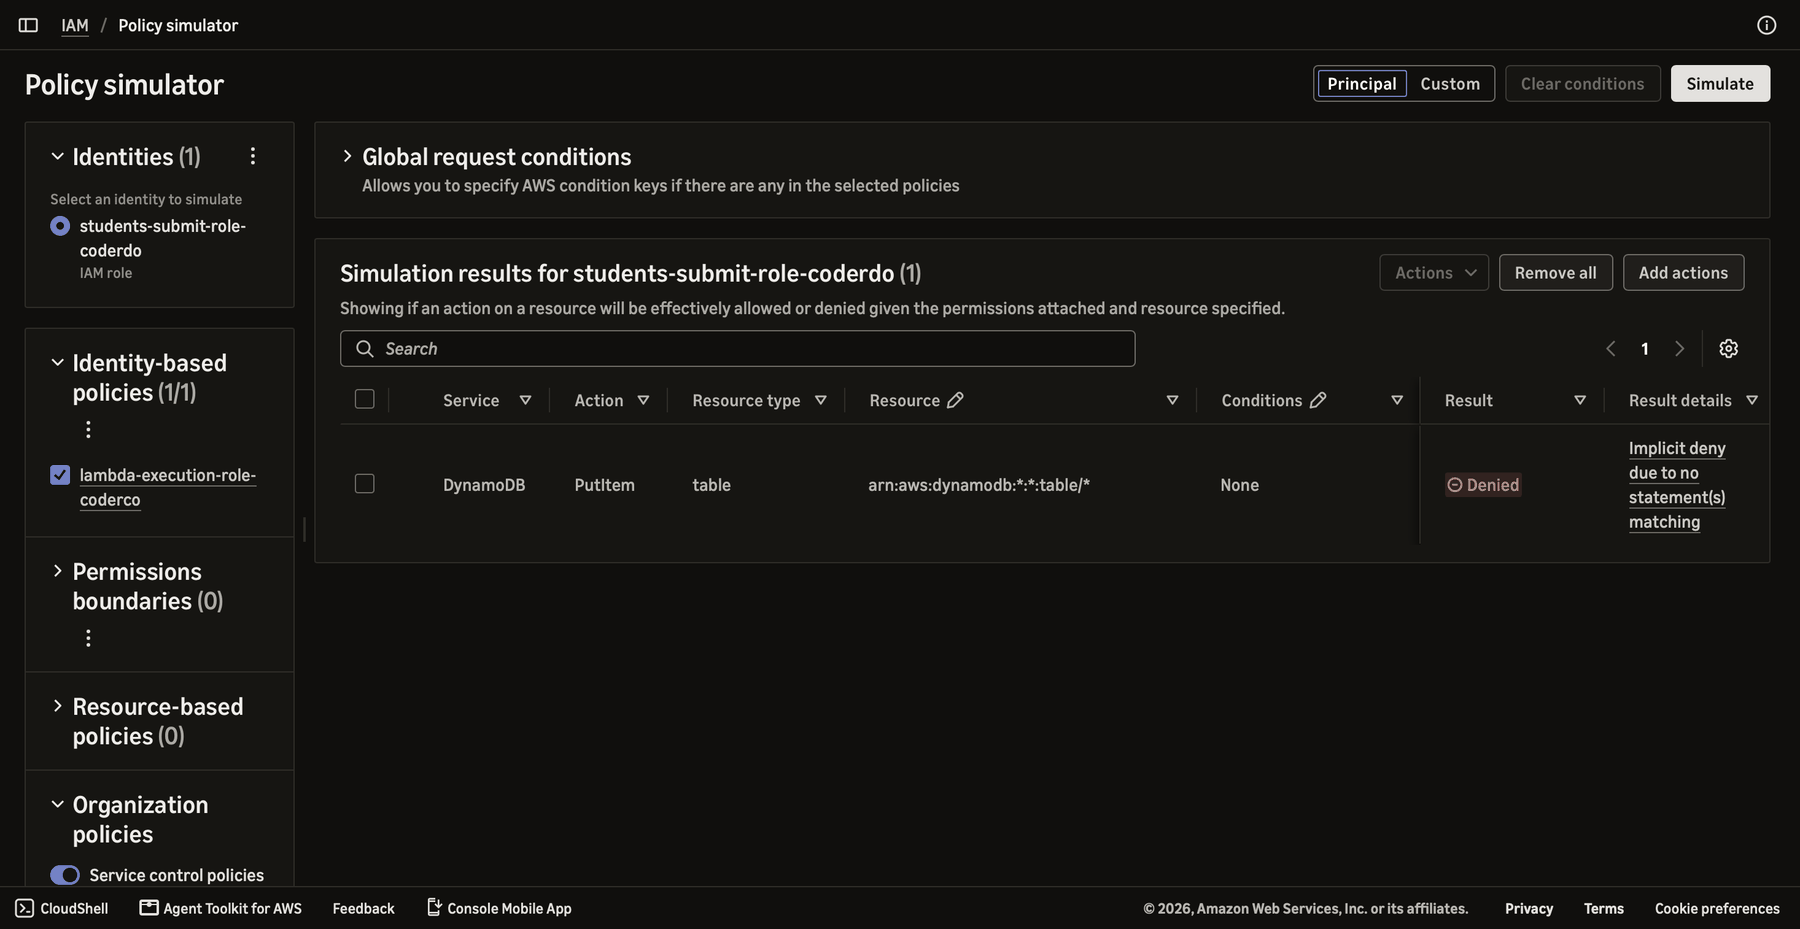 IAM / Policy simulator
Policy simulator
Principal Custom Clear conditions Simulate
Identities (1)
Select an identity to simulate
students-submit-role-
coderdo
IAM role
Identity-based
policies (1/1)
lambda-execution-role-
coderco
Permissions
boundaries (0)
Resource-based
policies (0)
Organization
policies
Service control policies
Global request conditions
Allows you to specify AWS condition keys if there are any in the selected policies
Simulation results for students-submit-role-coderdo (1)
Actions Remove all Add actions
Showing if an action on a resource will be effectively allowed or denied given the permissions attached and resource specified.
Search
1
Service Action Resource type Resource Conditions Result Result details
DynamoDB PutItem table arn:aws:dynamodb:*:*:table/* None Denied
Implicit deny
due to no
statement(s)
matching
CloudShell Agent Toolkit for AWS Feedback Console Mobile App © 2026, Amazon Web Services, Inc. or its affiliates. Privacy Terms Cookie preferences